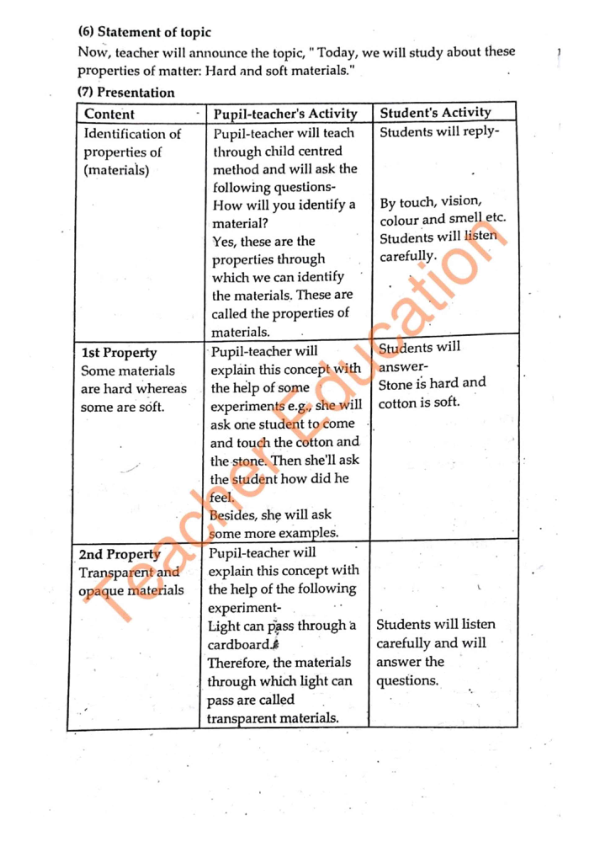 (6) Statement of topic
Now, teacher will announce the topic, " Today, we will study about these
properties of matter: Hard and soft materials."
(7) Presentation
Content
Pupil-teacher's Activity
Student's Activity
Identification of
properties of
(materials)
Pupil-teacher will teach
through child centred
method and will ask the
following questions-
How will you identify a
material?
Yes, these are the
properties through
which we can identify
the materials. These are
called the properties of
materials.
Students will reply-
By touch, vision,
colour and smell etc.
Students will listen
carefully.
1st Property
Some materials
are hard whereas
some are soft.
Pupil-teacher will
explain this concept with
the help of some
experiments e.g., she will
ask one student to come
and touch the cotton and
the stone. Then she'll ask
the student how did he
feel.
Besides, she will ask
some more examples.
Students will
answer-
Stone is hard and
cotton is soft.
2nd Property
Transparent and
opaque materials
Pupil-teacher will
explain this concept with
the help of the following
experiment-
Light can pass through a
cardboard.
Therefore, the materials
through which light can
pass are called
transparent materials.
Students will listen
carefully and will
answer the
questions.
Teacher Education